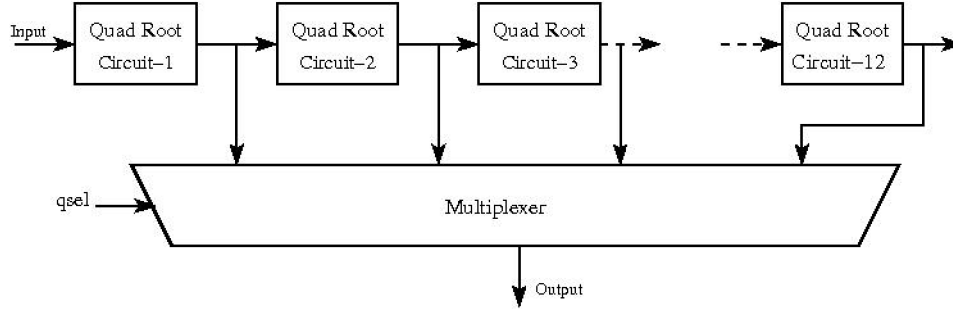 Input
Quad Root
Circuit–1
Quad Root
Circuit–2
Quad Root
Circuit–3
Quad Root
Circuit–12
qsel
Multiplexer
Output